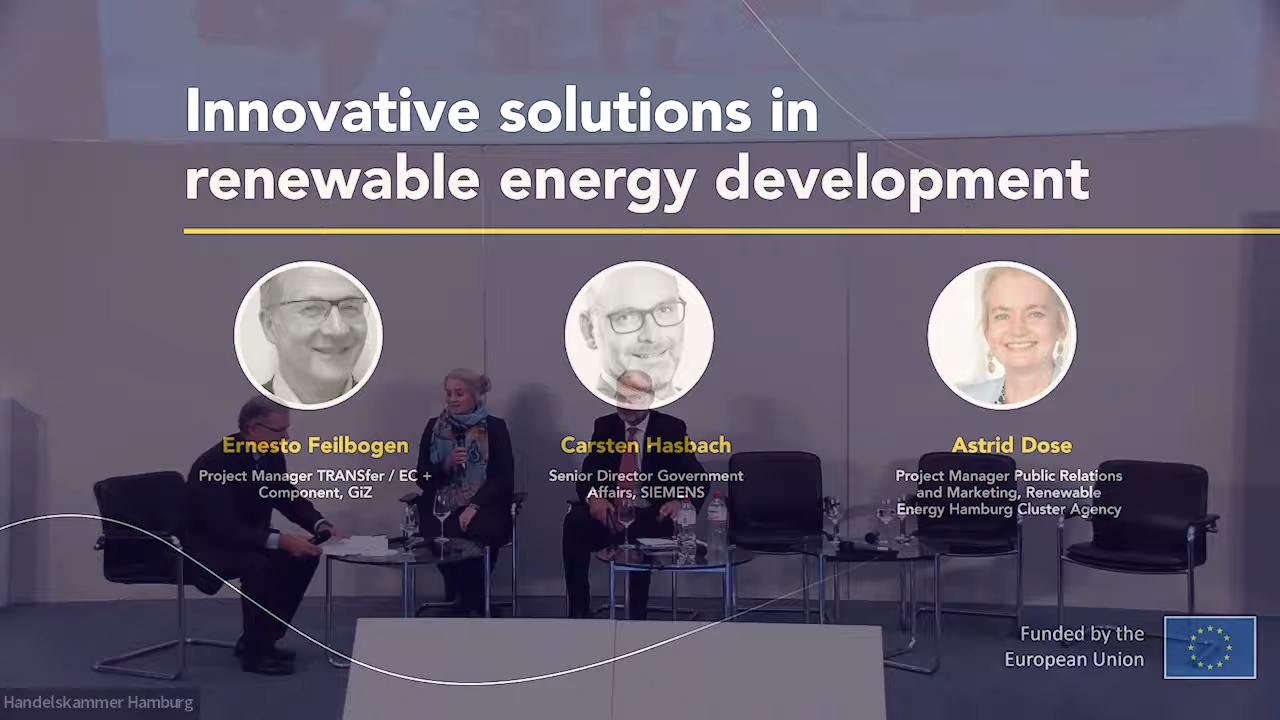 Innovative solutions in
renewable energy development
Ernesto Feilbogen
Project Manager TRANSfer / EC +
Component, GiZ
Carsten Hasbach
Senior Director Government
Affairs, SIEMENS
Astrid Dose
Project Manager Public Relations
and Marketing, Renewable
Energy Hamburg Cluster Agency
Funded by the
European Union
Handelskammer Hamburg